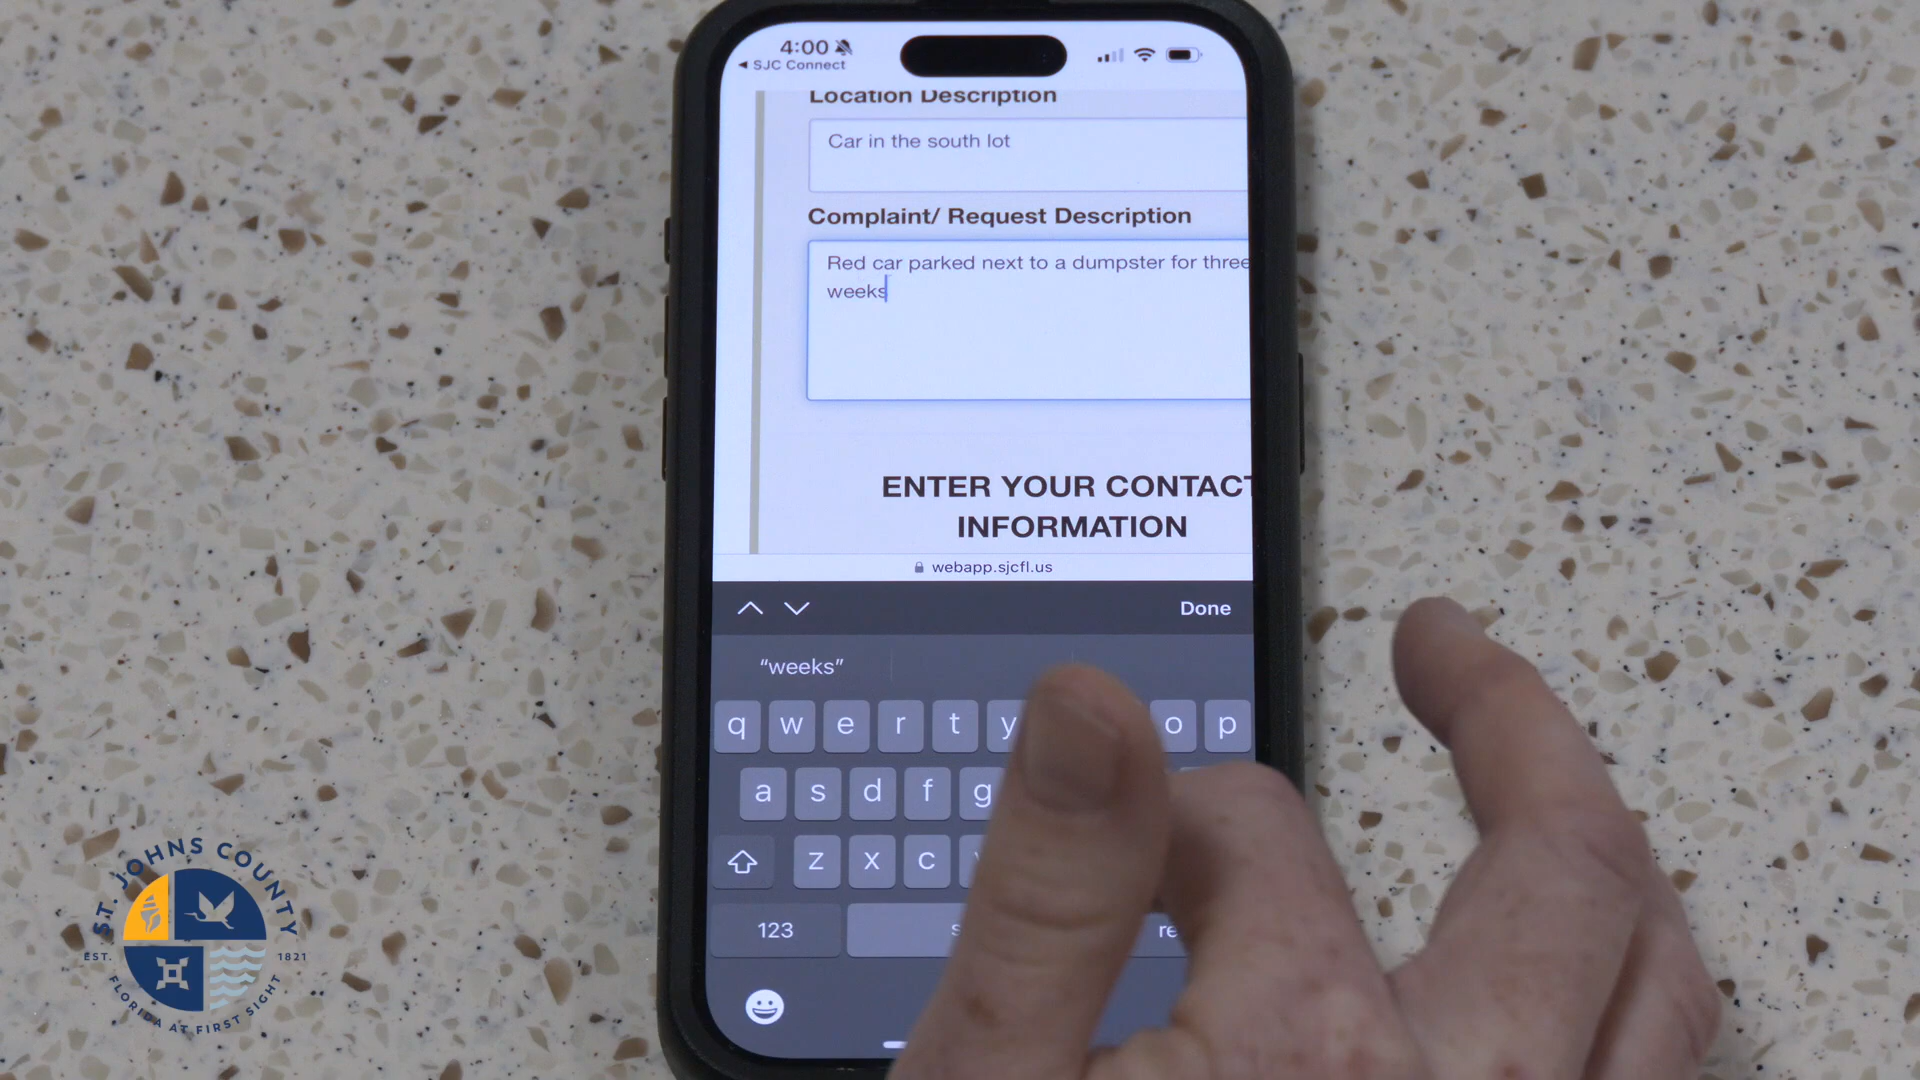 4:00
SJC Connect
Location Description
Car in the south lot
Complaint/ Request Description
Red car parked next to a dumpster for three
weeks
ENTER YOUR CONTACT
INFORMATION
webapp.sjcfl.us
Done
“weeks”
q w e r t y o p
a s d f g
z x c
123
ST. JOHNS COUNTY
EST. 1821
FLORIDA AT FIRST SIGHT